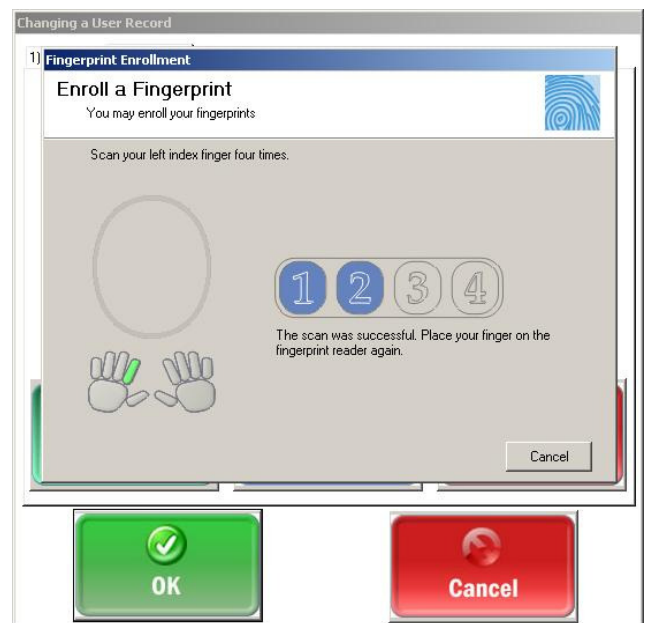 Changing a User Record
1)
Fingerprint Enrollment
Enroll a Fingerprint
You may enroll your fingerprints
Scan your left index finger four times.
1 2 3 4
The scan was successful. Place your finger on the
fingerprint reader again.
Cancel
OK
Cancel